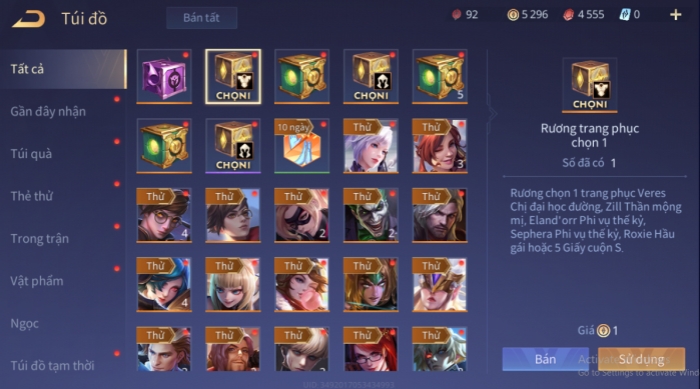 Túi đồ
Bán tất
92
5 296
4 555
0
Tất cả
Gần đây nhận
Túi quà
Thẻ thử
Trong trận
Vật phẩm
Ngọc
Túi đồ tạm thời
CHỌN1
CHỌN1
5
CHỌN1
10 ngày
Thử
Thử
3
Thử
4
Thử
Thử
2
Thử
2
Thử
Thử
4
Thử
Thử
Thử
Thử
Thử
Thử
Thử
Thử
Thử
CHỌN1
Rương trang phục
chọn 1
Số đã có 1
Rương chọn 1 trang phục Veres
Chị đại học đường, Zill Thần mộng
mị, Eland'orr Phi vụ thế kỷ,
Sephera Phi vụ thế kỷ, Roxie Hầu
gái hoặc 5 Giấy cuộn S.
Giá 1
Bán
Sử dụng
Activate Windows
Go to Settings to activate Wind